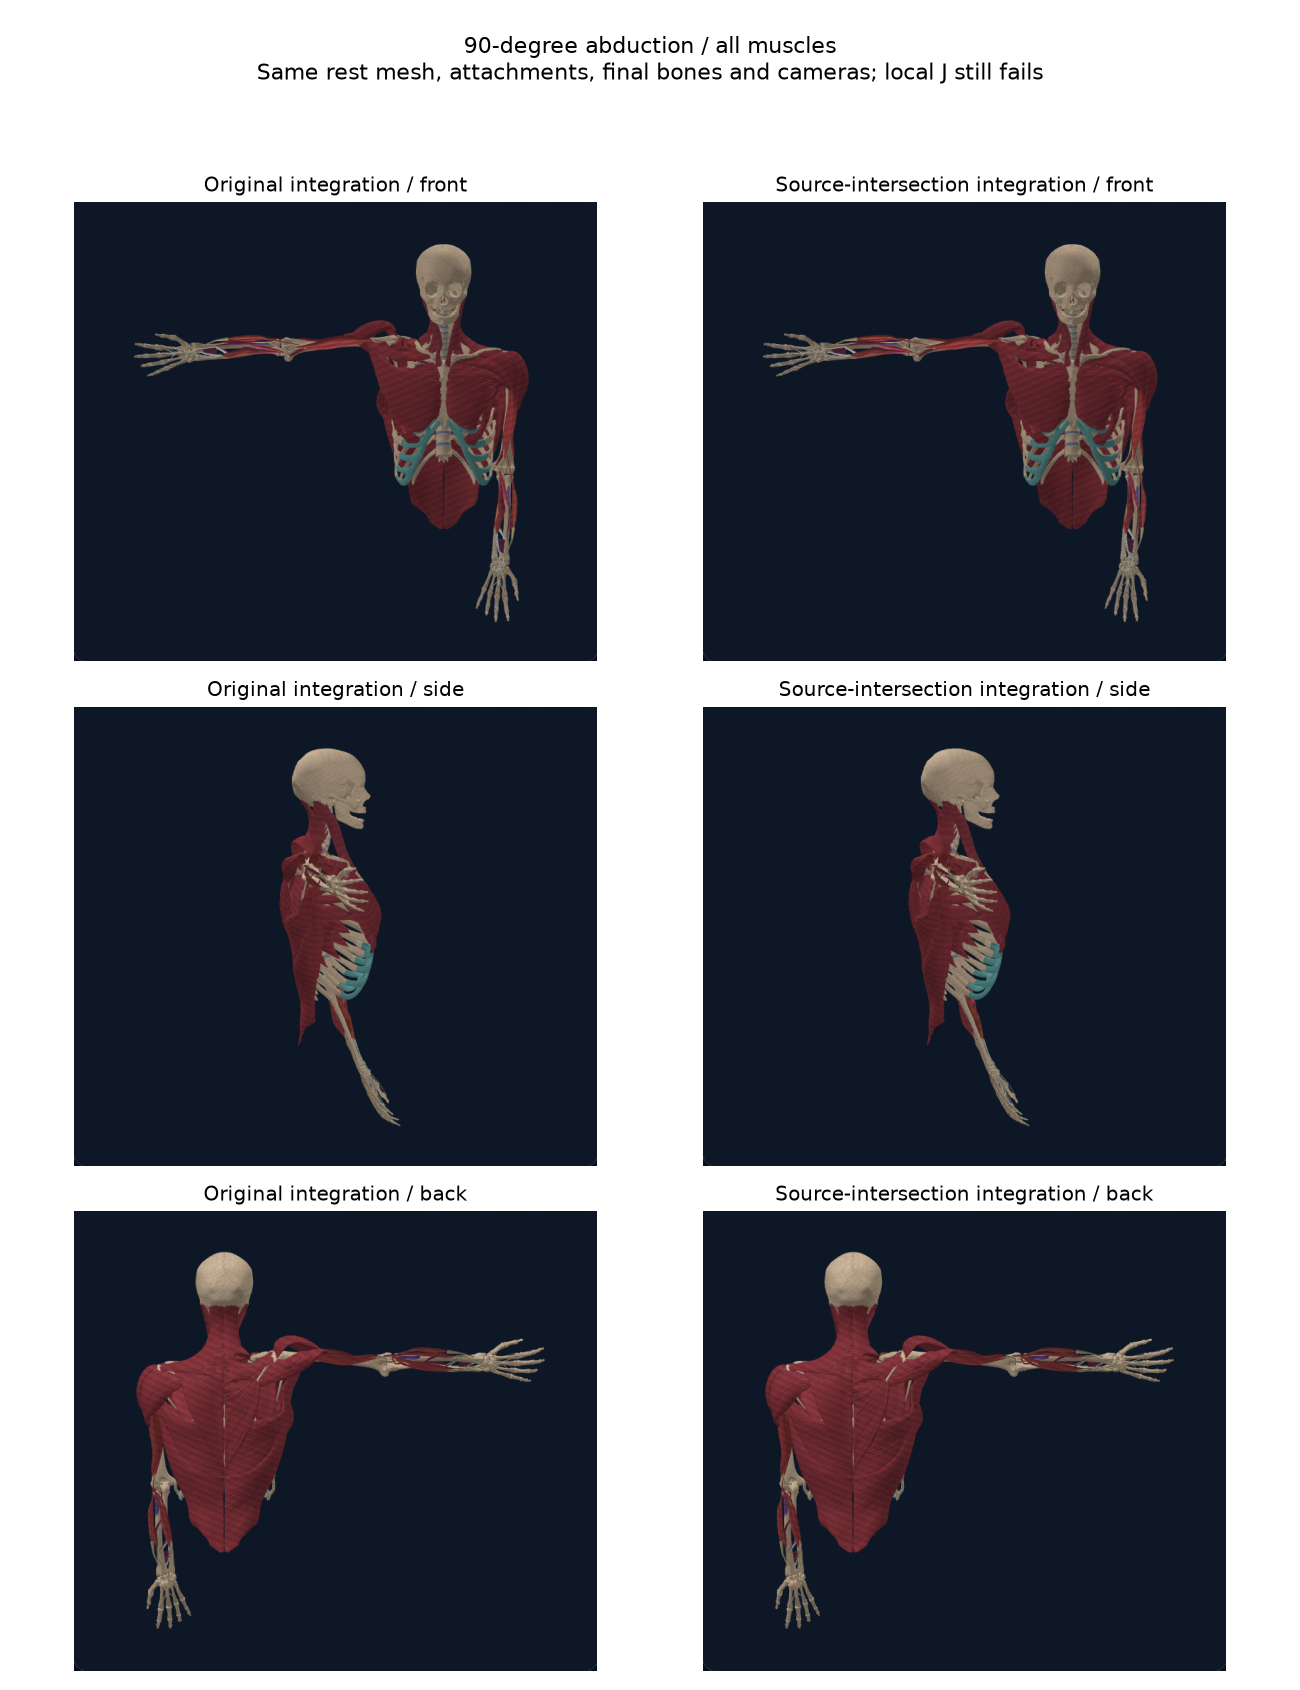 90-degree abduction / all muscles
Same rest mesh, attachments, final bones and cameras; local J still fails
Original integration / front
Source-intersection integration / front
Original integration / side
Source-intersection integration / side
Original integration / back
Source-intersection integration / back